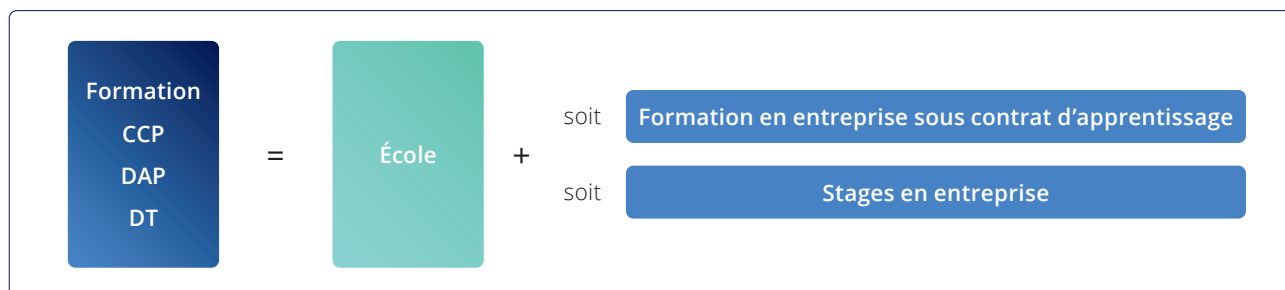 Formation
CCP
DAP
DT
=
École
+
soit
Formation en entreprise sous contrat d’apprentissage
soit
Stages en entreprise